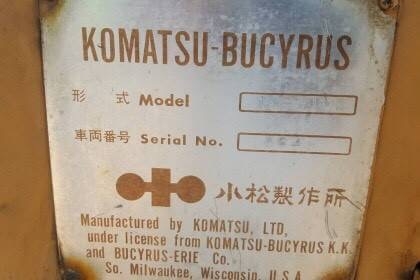 KOMATSU-BUCYRUS
形 式 Model
車両番号 Serial No.
小松製作所
Manufactured by KOMATSU, LTD,
under license from KOMATSU-BUCYRUS K.K.
and BUCYRUS-ERIE Co.
So. Milwaukee, Wisconsin, U.S.A.